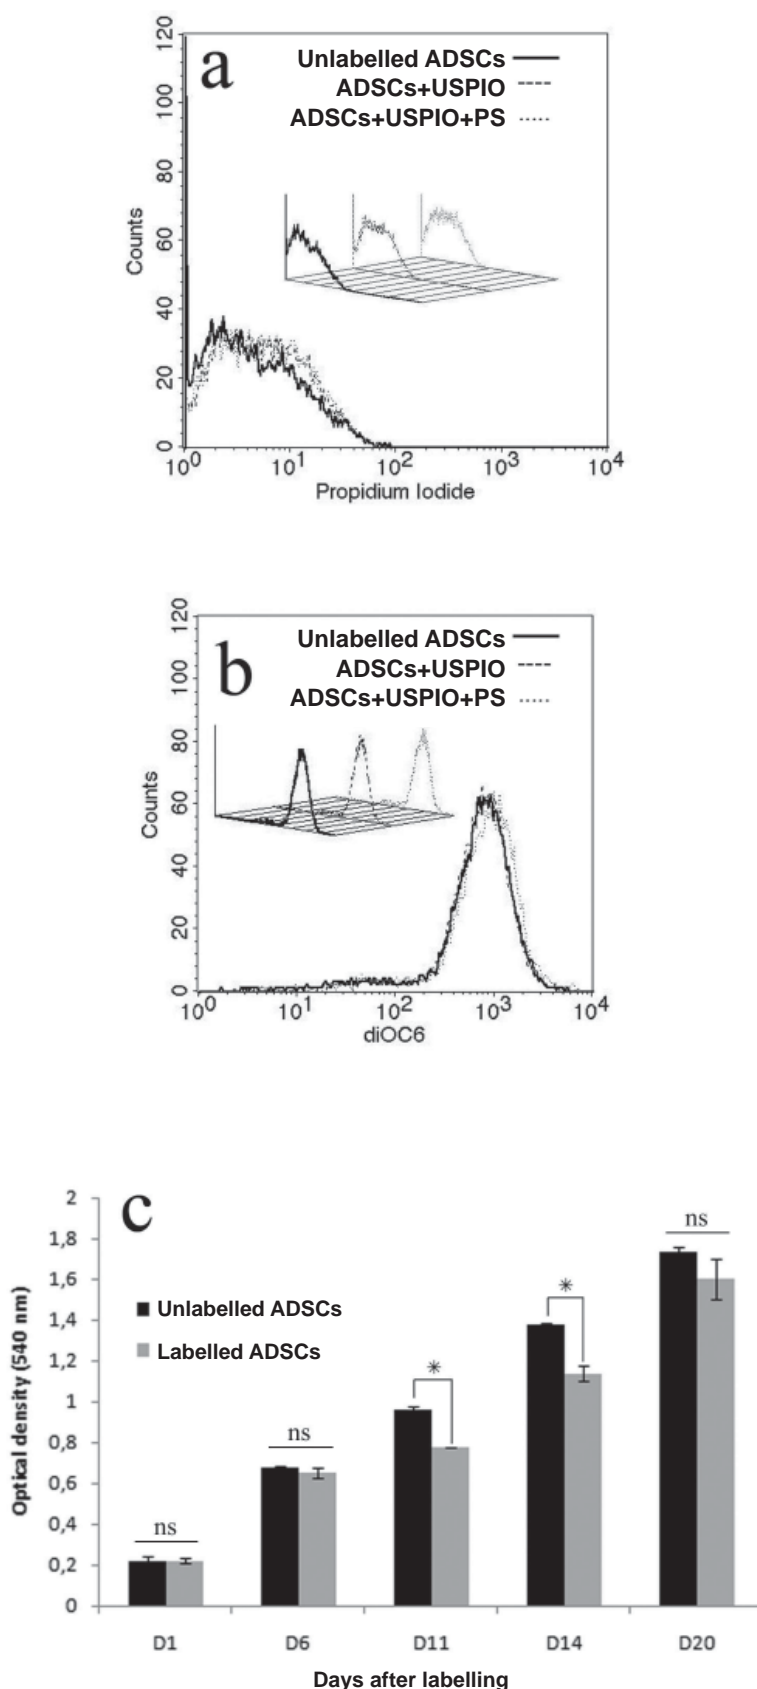 a
Unlabelled ADSCs
ADSCs+USPIO
ADSCs+USPIO+PS
120
100
80
60
40
20
0
Counts
10^0 10^1 10^2 10^3 10^4
Propidium Iodide
b
Unlabelled ADSCs
ADSCs+USPIO
ADSCs+USPIO+PS
120
100
80
60
40
20
0
Counts
10^0 10^1 10^2 10^3 10^4
diOC6
c
2
1,8
1,6
1,4
1,2
1
0,8
0,6
0,4
0,2
0
Optical density (540 nm)
Unlabelled ADSCs
Labelled ADSCs
ns
ns
*
*
ns
D1 D6 D11 D14 D20
Days after labelling